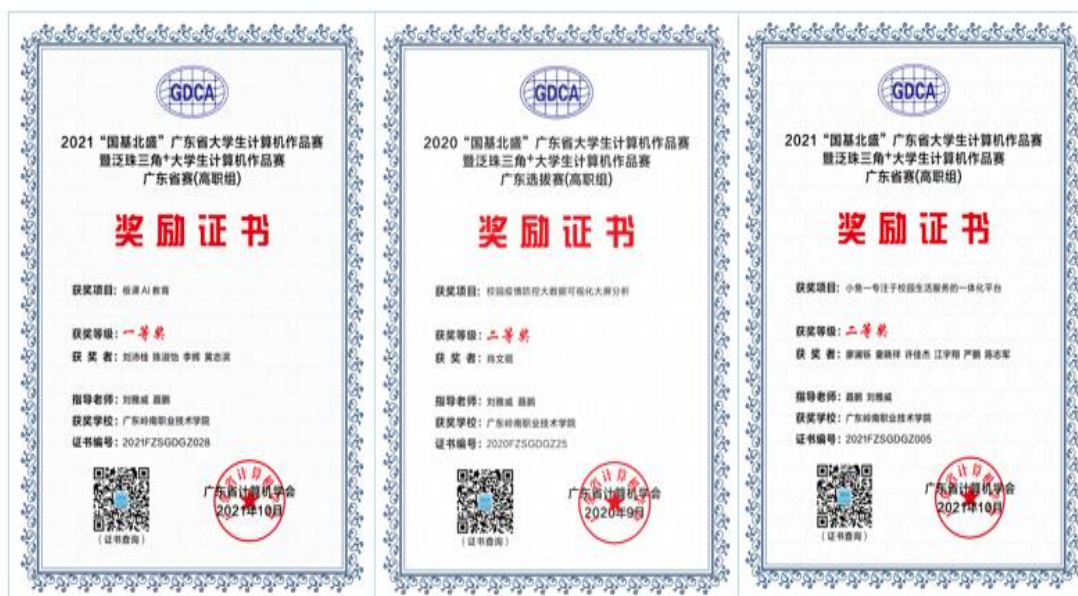 GDCA
2021“国基北盛”广东省大学生计算机作品赛
暨泛珠三角⁺大学生计算机作品赛
广东省赛(高职组)
奖励证书
获奖项目：极课AI教育
获奖等级：一等奖
获 奖 者：刘沛桂 陈淑怡 李辉 黄志滨
指导老师：刘雅威 聂鹏
获奖学校：广东岭南职业技术学院
证书编号：2021FZSGDGZ028
广东省计算机学会
2021年10月
(证书查询)
GDCA
2020“国基北盛”广东省大学生计算机作品赛
暨泛珠三角⁺大学生计算机作品赛
广东选拔赛(高职组)
奖励证书
获奖项目：校园疫情防控大数据可视化大屏分析
获奖等级：二等奖
获 奖 者：肖文
指导老师：刘雅威 聂鹏
获奖学校：广东岭南职业技术学院
证书编号：2020FZSGDGZ25
广东省计算机学会
2020年9月
(证书查询)
GDCA
2021“国基北盛”广东省大学生计算机作品赛
暨泛珠三角⁺大学生计算机作品赛
广东省赛(高职组)
奖励证书
获奖项目：小鱼一专注于校园生活服务的一体化平台
获奖等级：二等奖
获 奖 者：许佳杰 江宇翔 严鹏 陈志军
指导老师：聂鹏 刘雅威
获奖学校：广东岭南职业技术学院
证书编号：2021FZSGDGZ005
广东省计算机学会
2021年10月
(证书查询)